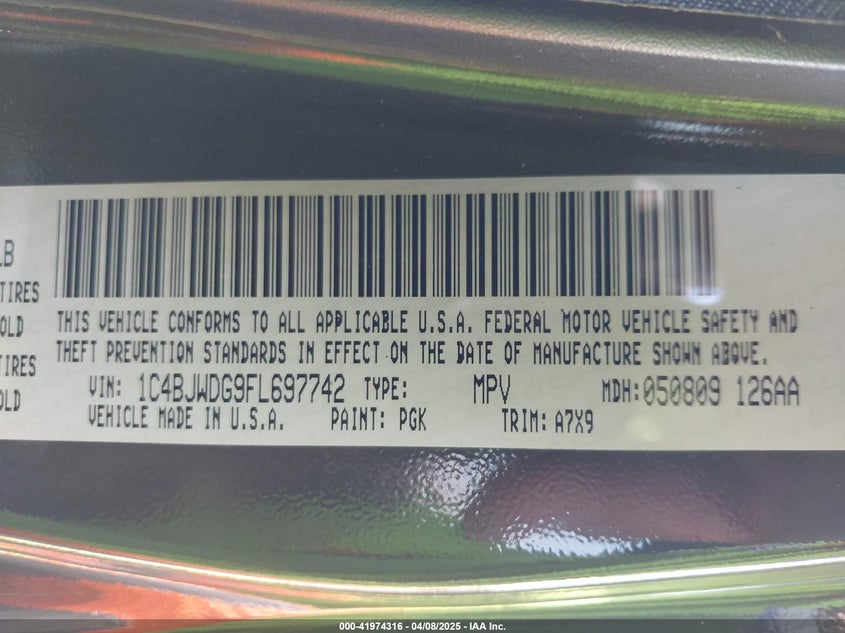 LB
TIRES
OLD
TIRES
OLD
THIS VEHICLE CONFORMS TO ALL APPLICABLE U.S.A. FEDERAL MOTOR VEHICLE SAFETY AND
THEFT PREVENTION STANDARDS IN EFFECT ON THE DATE OF MANUFACTURE SHOWN ABOVE.
VIN: 1C4BJWDG9FL697742 TYPE: MPV MDH:050809 126AA
VEHICLE MADE IN U.S.A. PAINT: PGK TRIM: A7X9
000-41974316 - 04/08/2025 - IAA Inc.